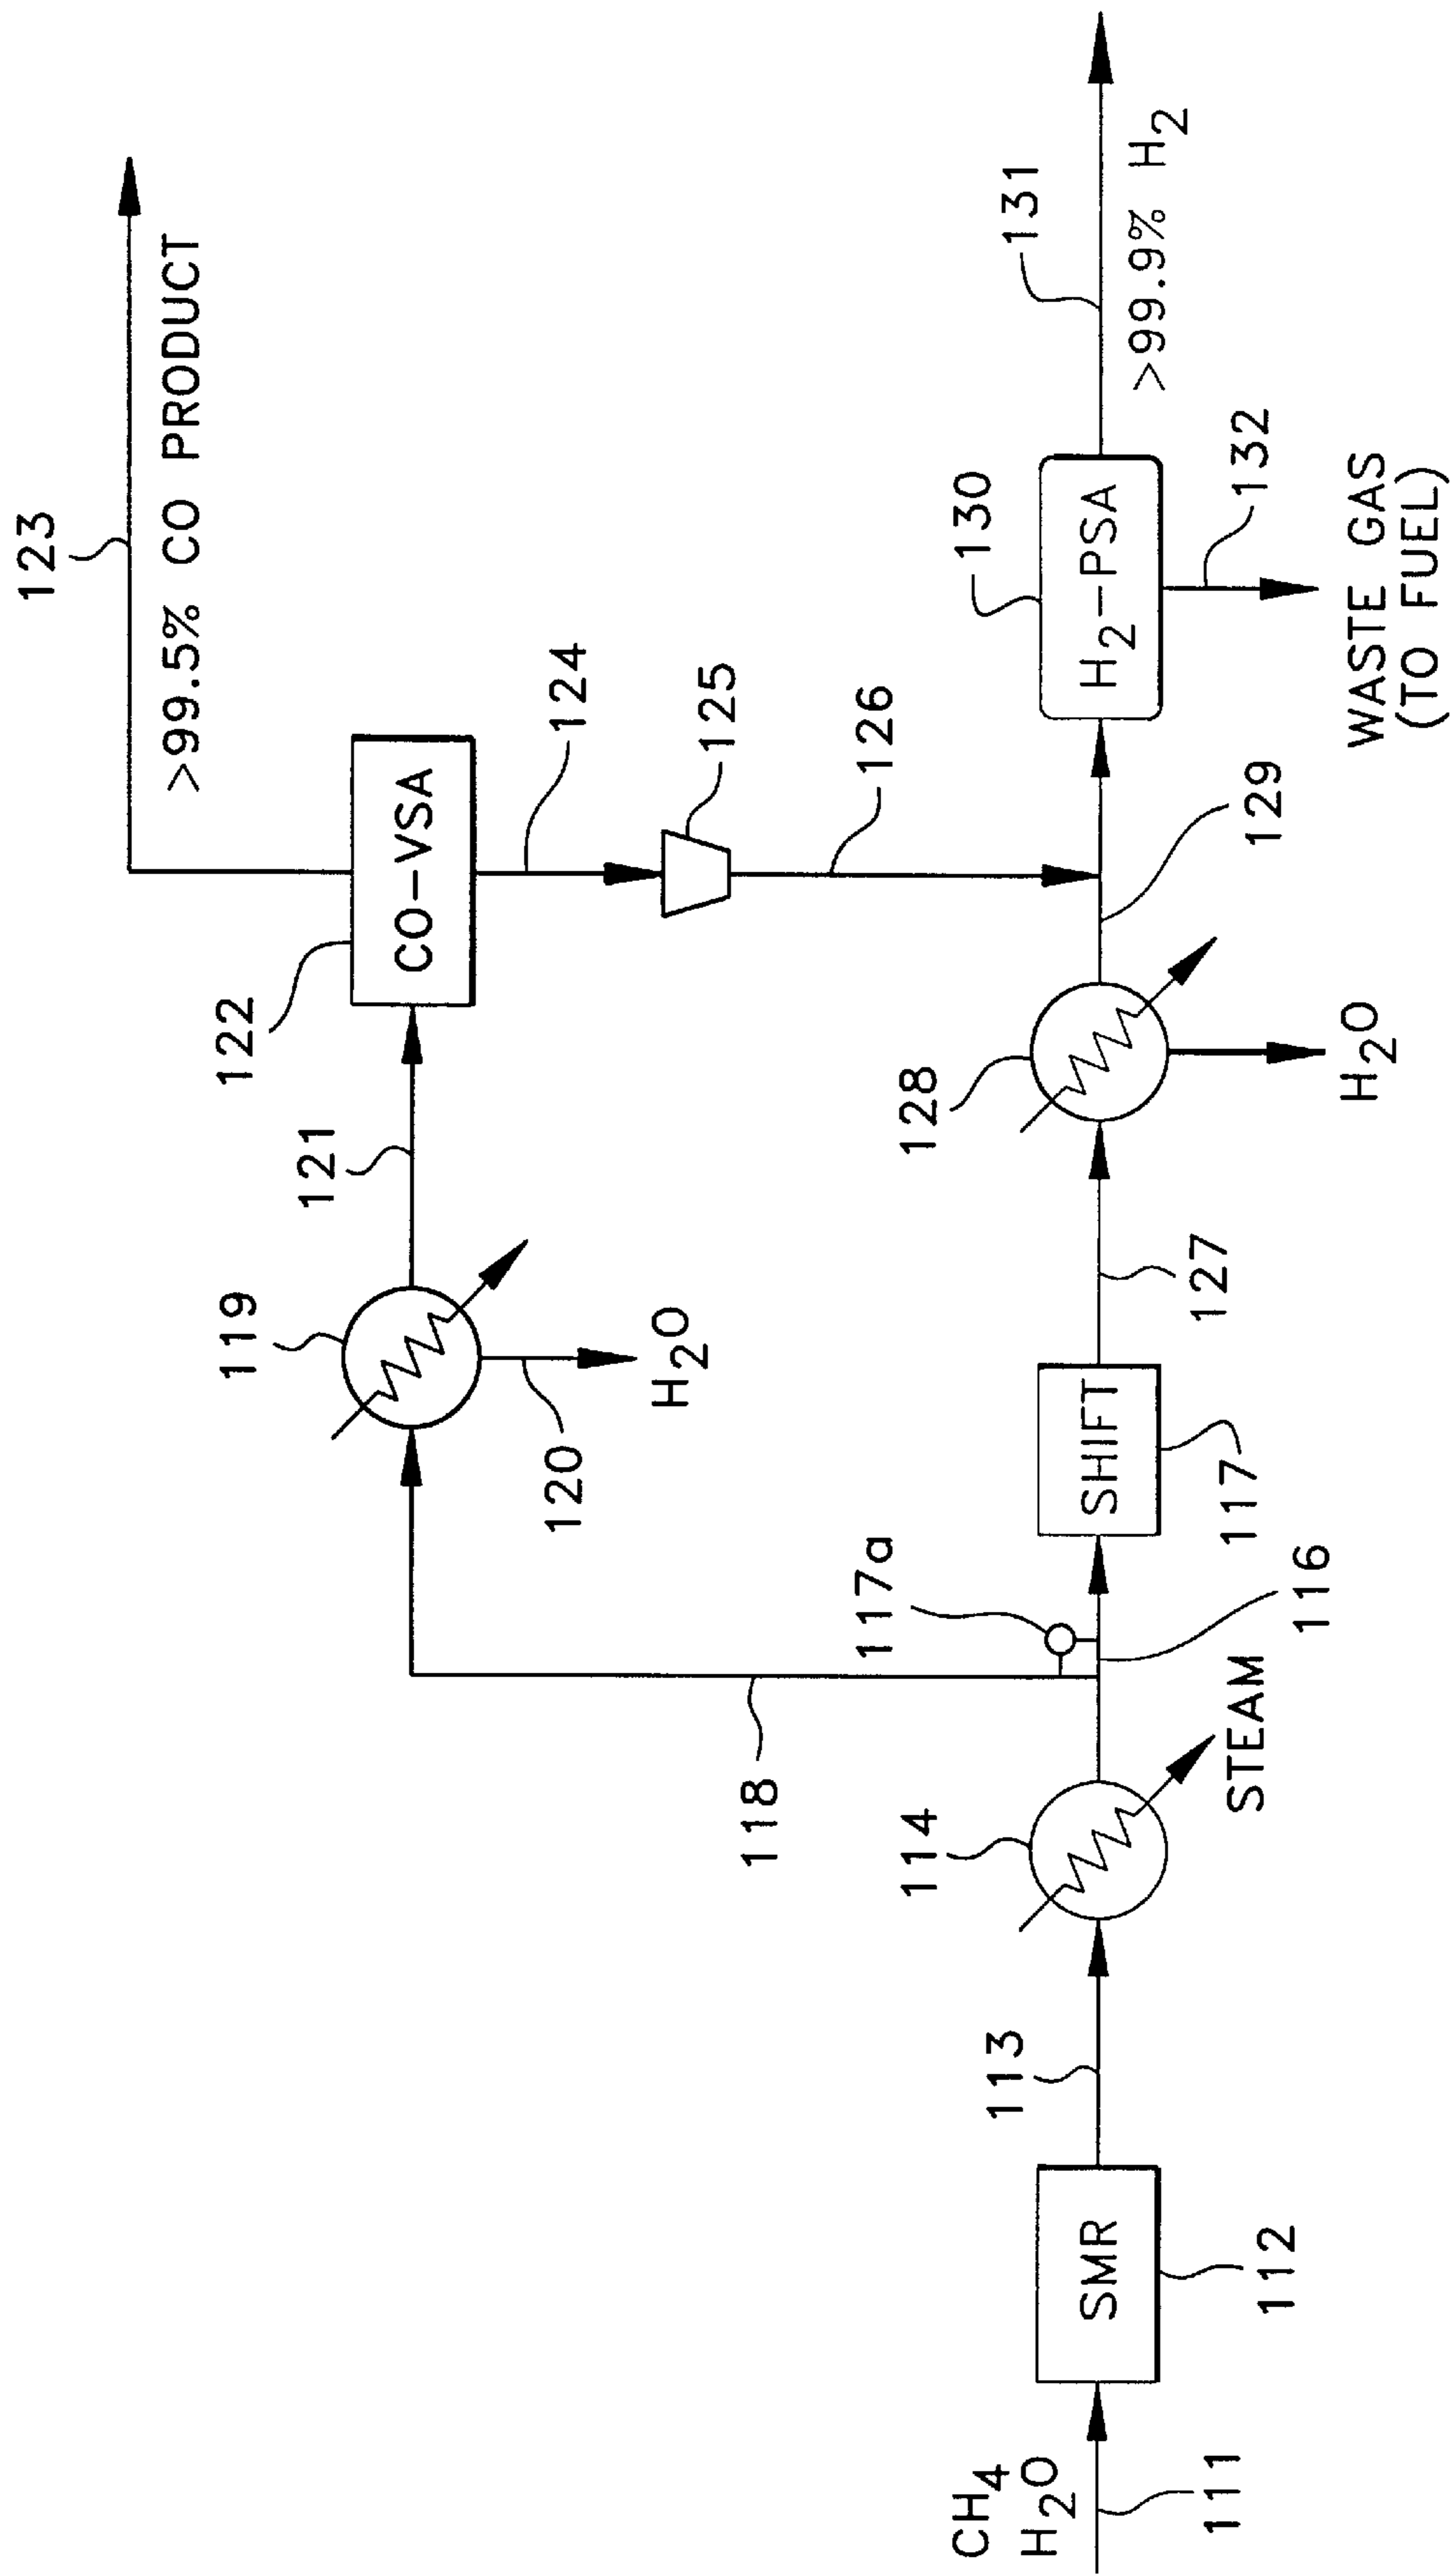 123
>99.5% CO PRODUCT
122
CO-VSA
124
121
119
125
120
H₂O
126
118
130
131
H₂-PSA
>99.9% H₂
132
WASTE GAS
(TO FUEL)
129
128
H₂O
127
SHIFT
117
117a
116
114
STEAM
113
SMR
112
CH₄
H₂O
111